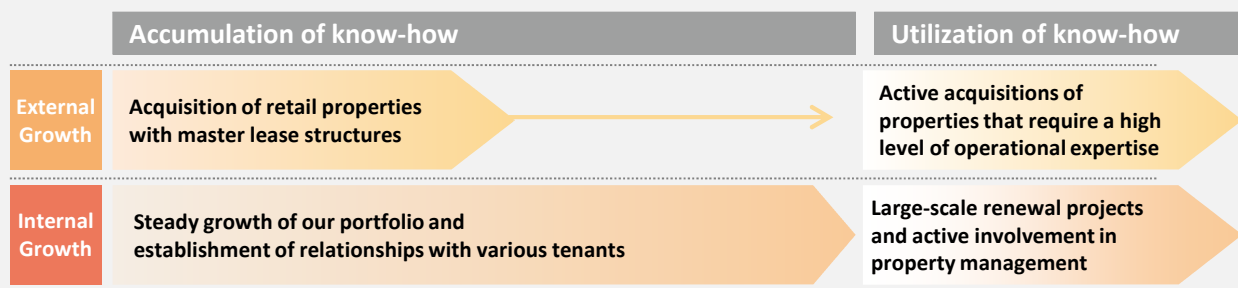 Accumulation of know-how
Utilization of know-how
External
Growth
Acquisition of retail properties
with master lease structures
Active acquisitions of
properties that require a high
level of operational expertise
Internal
Growth
Steady growth of our portfolio and
establishment of relationships with various tenants
Large-scale renewal projects
and active involvement in
property management